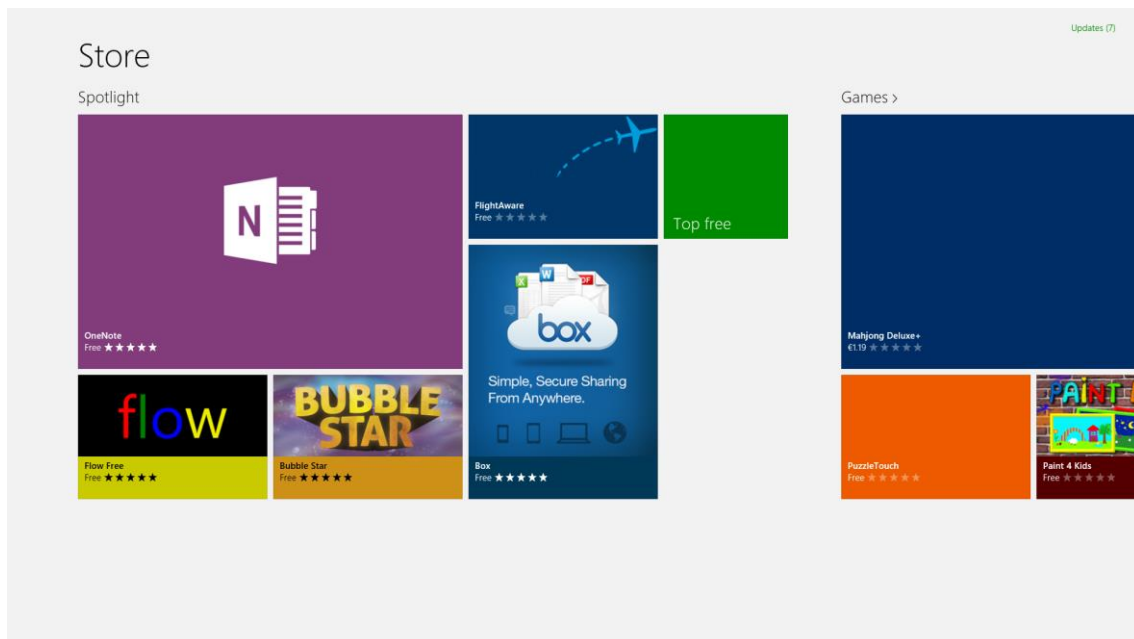 Updates (7)
Store
Spotlight
Games >
N
OneNote
Free
FlightAware
Free
Top free
X
W
PDF
box
Simple, Secure Sharing
From Anywhere.
Box
Free
flow
Flow Free
Free
BUBBLE
STAR
Bubble Star
Free
Mahjong Deluxe+
€1.19
PuzzleTouch
Free
PAINT
Paint 4 Kids
Free